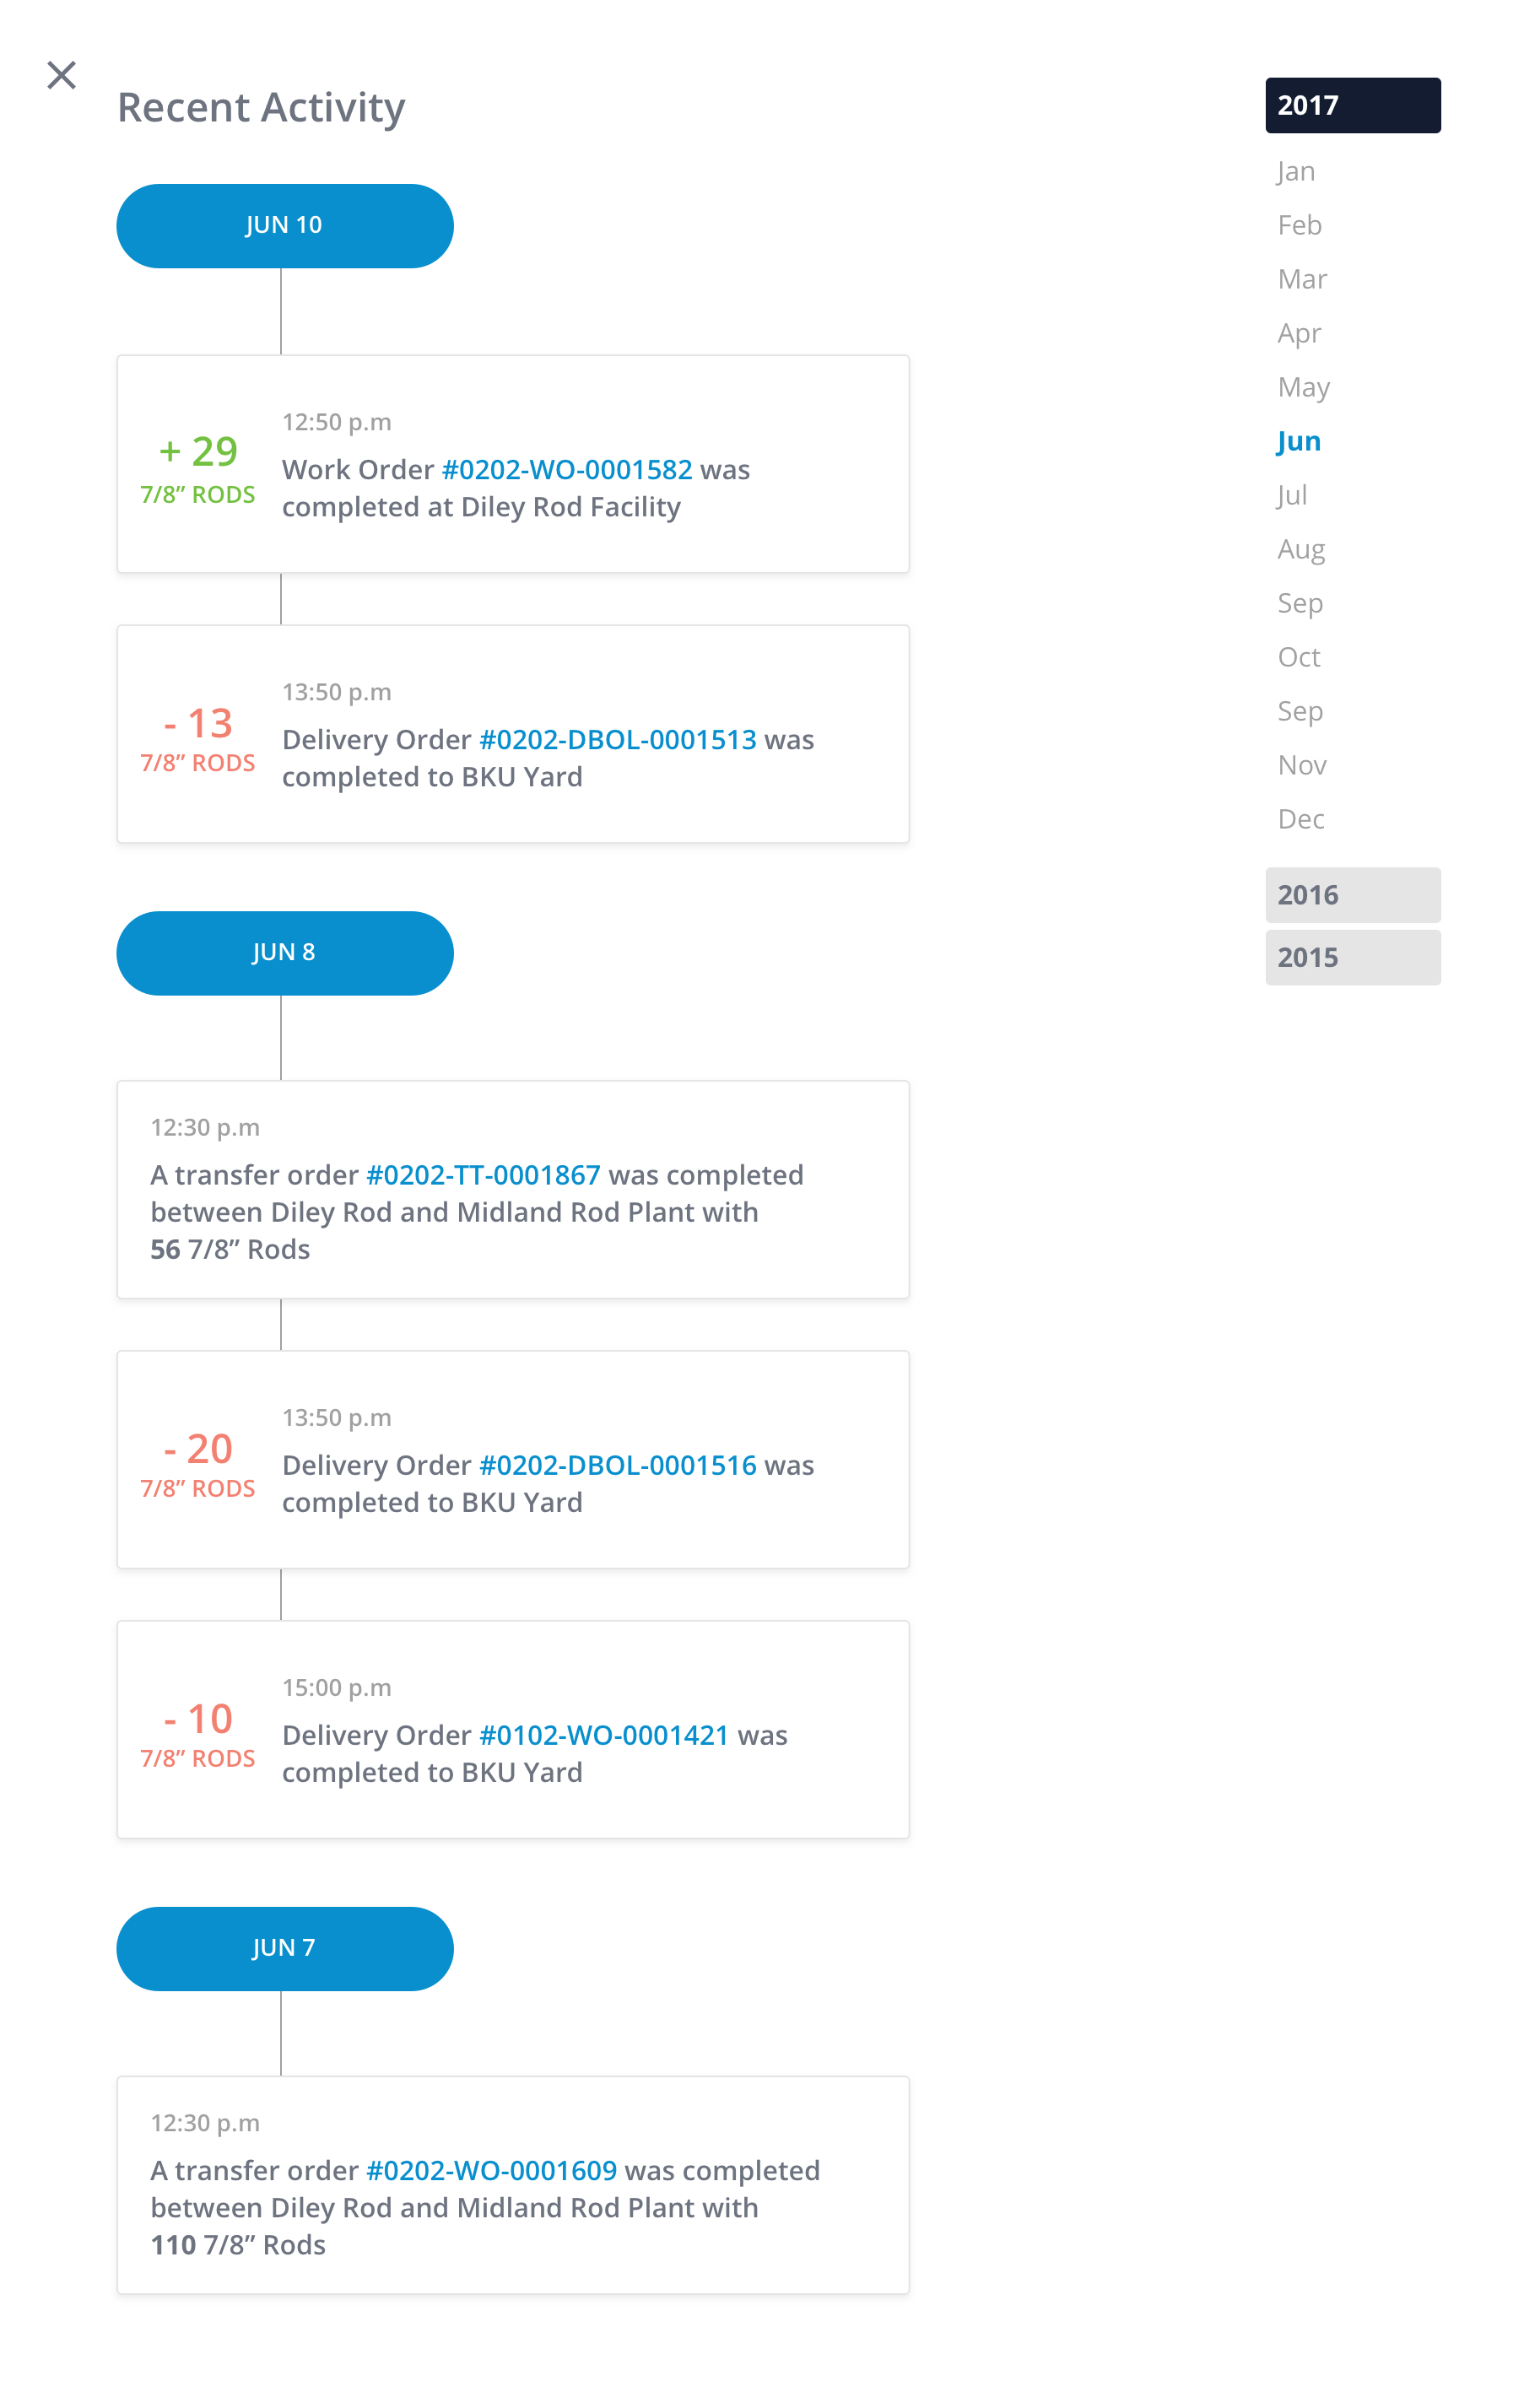 Recent Activity
JUN 10
+ 29
7/8” RODS
12:50 p.m
Work Order #0202-WO-0001582 was
completed at Diley Rod Facility
- 13
7/8” RODS
13:50 p.m
Delivery Order #0202-DBOL-0001513 was
completed to BKU Yard
JUN 8
12:30 p.m
A transfer order #0202-TT-0001867 was completed
between Diley Rod and Midland Rod Plant with
56 7/8” Rods
- 20
7/8” RODS
13:50 p.m
Delivery Order #0202-DBOL-0001516 was
completed to BKU Yard
- 10
7/8” RODS
15:00 p.m
Delivery Order #0102-WO-0001421 was
completed to BKU Yard
JUN 7
12:30 p.m
A transfer order #0202-WO-0001609 was completed
between Diley Rod and Midland Rod Plant with
110 7/8” Rods
2017
Jan
Feb
Mar
Apr
May
Jun
Jul
Aug
Sep
Oct
Sep
Nov
Dec
2016
2015